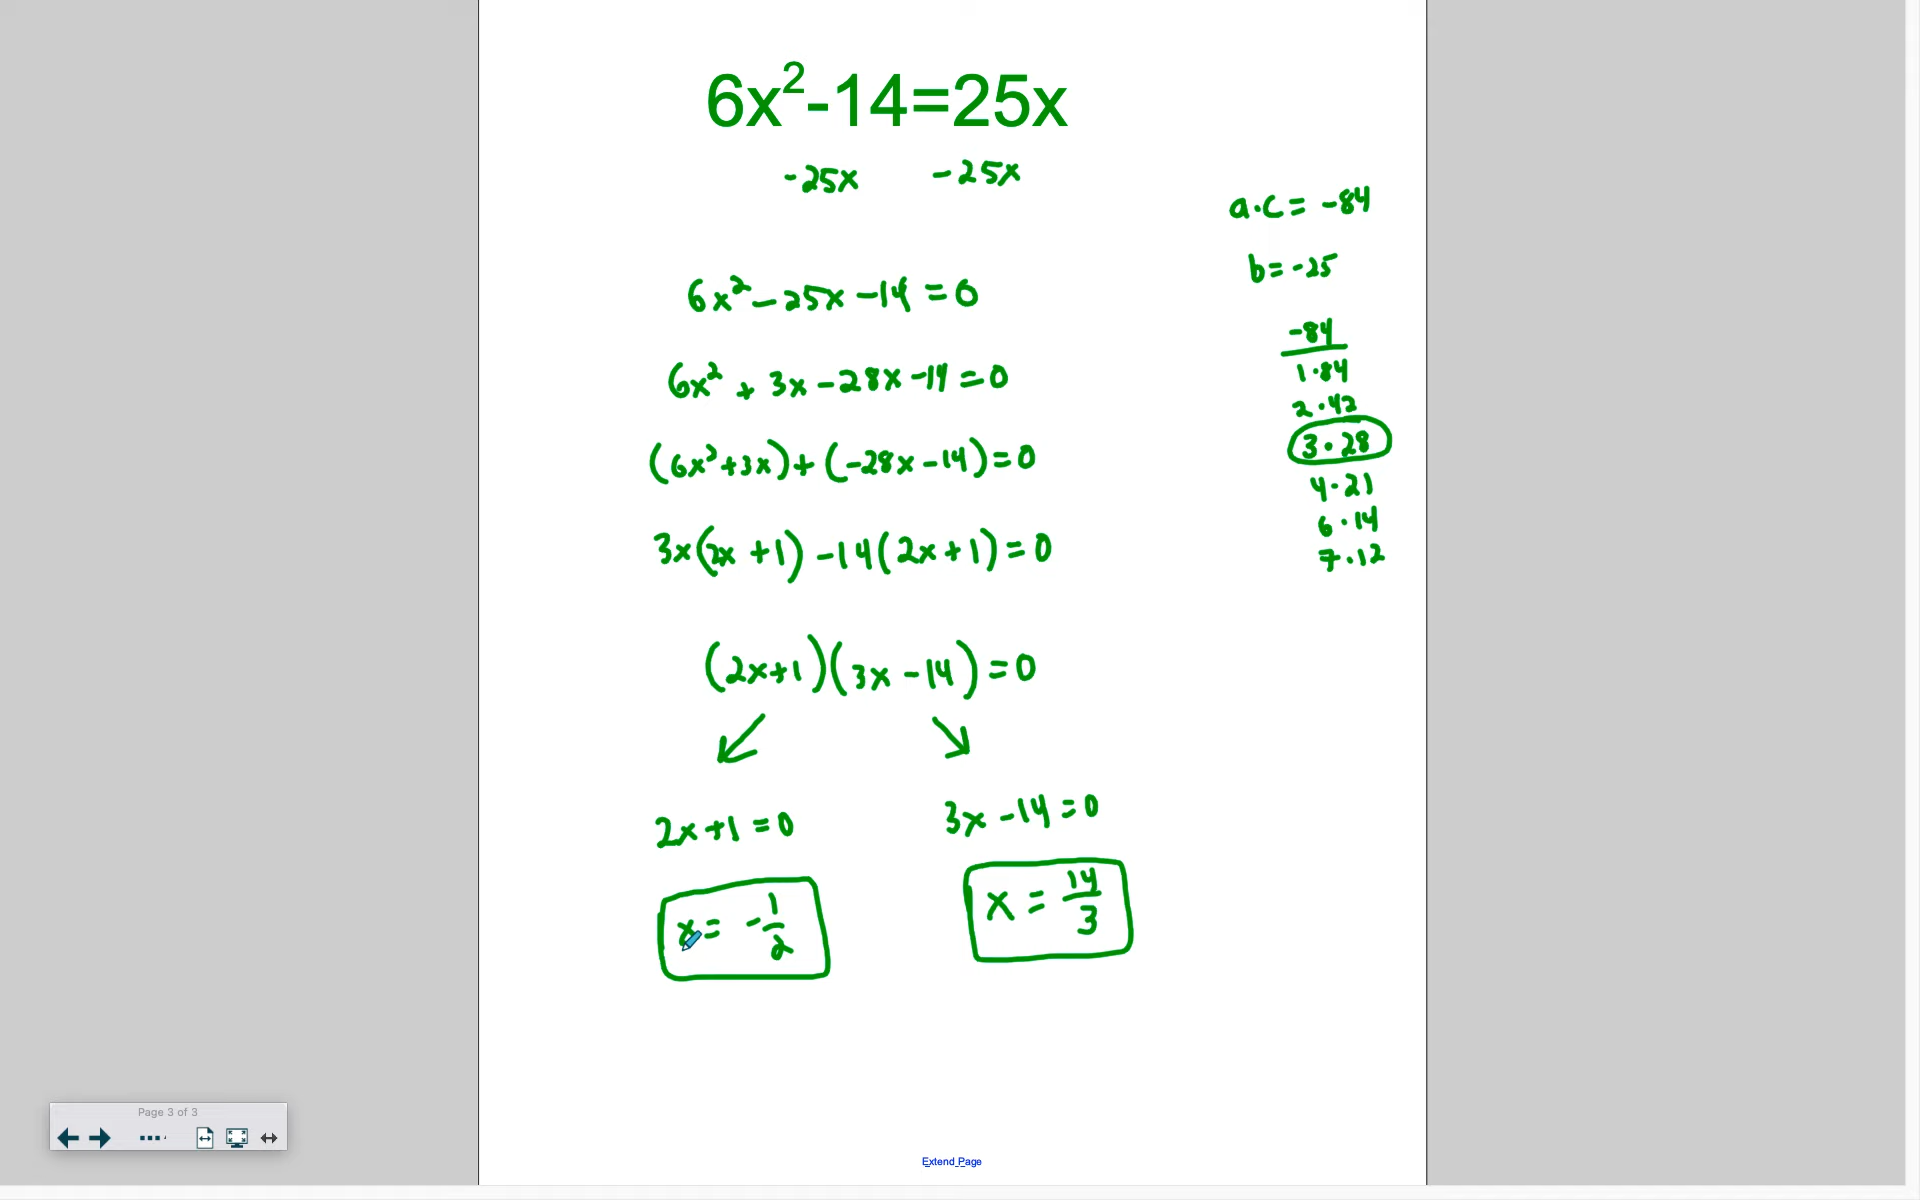 6x²-14=25x
-25x -25x
a·c= -84
b= -25
6x² - 25x -14 = 0
-84
1·84
6x² + 3x - 28x -14 = 0
2·42
(6x²+3x)+(-28x-14)=0
3·28
4·21
6·14
3x(2x+1) -14(2x+1)=0
7·12
(2x+1)(3x-14)=0
2x+1=0
3x-14=0
x= -1/2
x = 14/3
Page 3 of 3
Extend Page